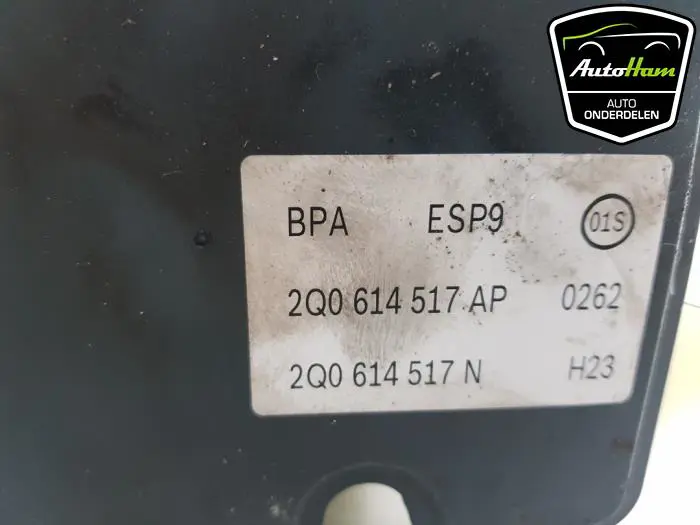 AutoHam
AUTO
ONDERDELEN
BPA ESP9 01S
2Q0 614 517 AP 0262
2Q0 614 517 N H23